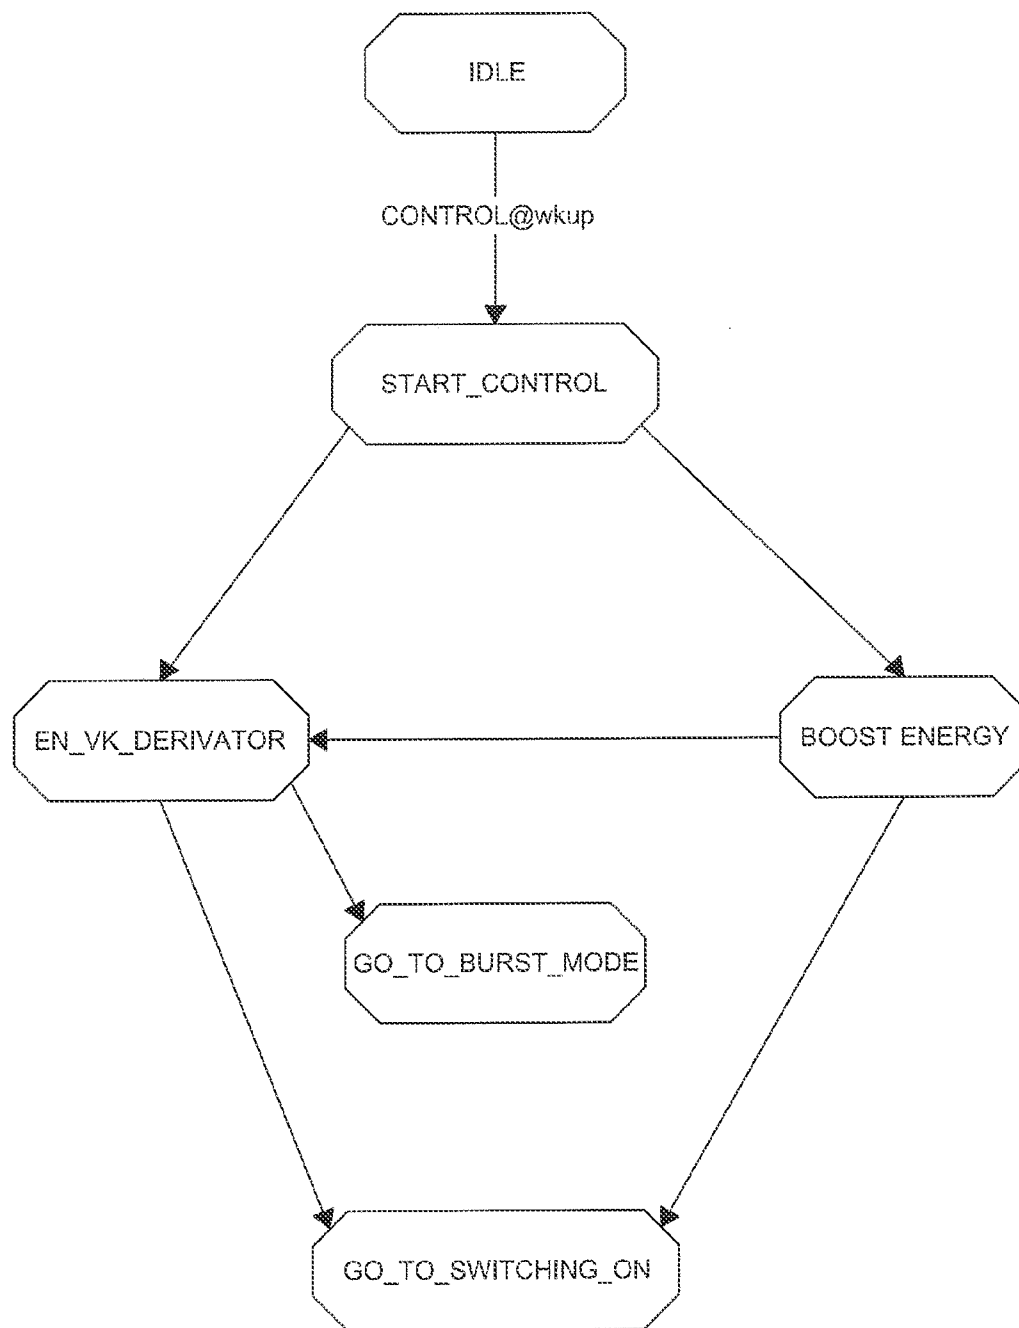 IDLE
CONTROL@wkup
START_CONTROL
EN_VK_DERIVATOR
BOOST ENERGY
GO_TO_BURST_MODE
GO_TO_SWITCHING_ON